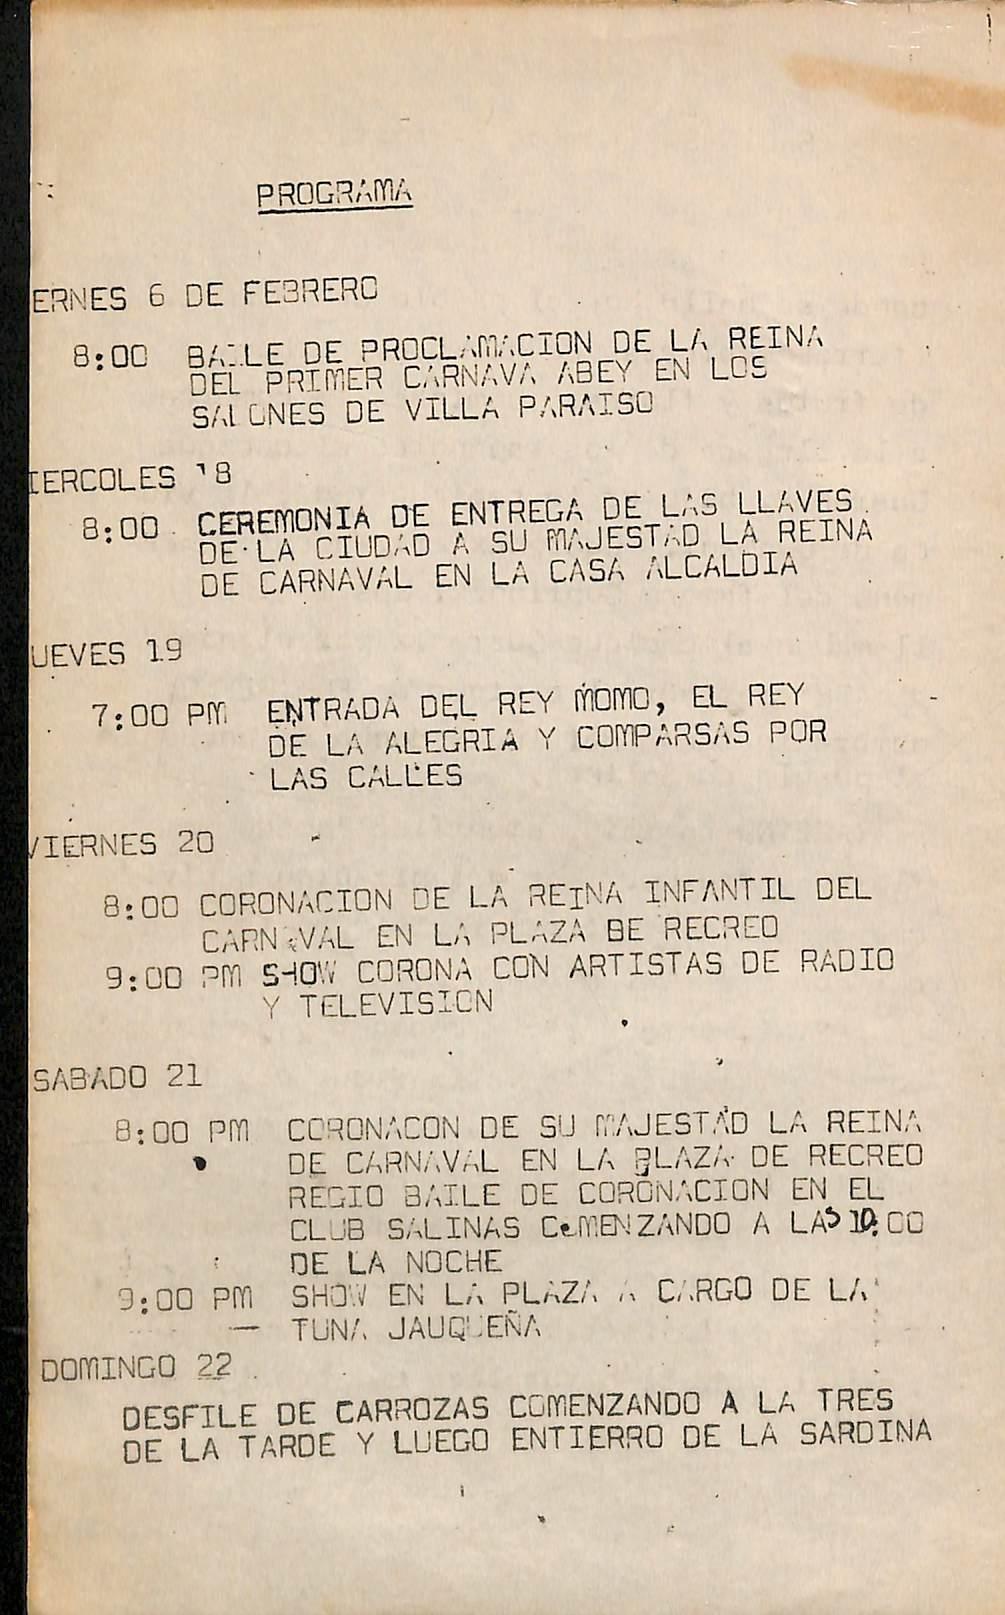 PROGRAMA
ERNES 6 DE FEBRERO
8:00 BAILE DE PROCLAMACION DE LA REINA
DEL PRIMER CARNAVA ABEY EN LOS
SALONES DE VILLA PARAISO
IERCOLES 18
8:00 CEREMONIA DE ENTREGA DE LAS LLAVES
DE LA CIUDAD A SU MAJESTAD LA REINA
DE CARNAVAL EN LA CASA ALCALDIA
UEVES 19
7:00 PM ENTRADA DEL REY MOMO, EL REY
DE LA ALEGRIA Y COMPARSAS POR
LAS CALLES
VIERNES 20
8:00 CORONACION DE LA REINA INFANTIL DEL
CARNAVAL EN LA PLAZA BE RECREO
9:00 PM SHOW CORONA CON ARTISTAS DE RADIO
Y TELEVISION
SABADO 21
8:00 PM CORONACON DE SU MAJESTAD LA REINA
DE CARNAVAL EN LA PLAZA DE RECREO
REGIO BAILE DE CORONACION EN EL
CLUB SALINAS CeMENZANDO A LAS 10:00
DE LA NOCHE
9:00 PM SHOW EN LA PLAZA A CARGO DE LA
TUNA JAUQUEÑA
DOMINGO 22
DESFILE DE CARROZAS COMENZANDO A LA TRES
DE LA TARDE Y LUEGO ENTIERRO DE LA SARDINA